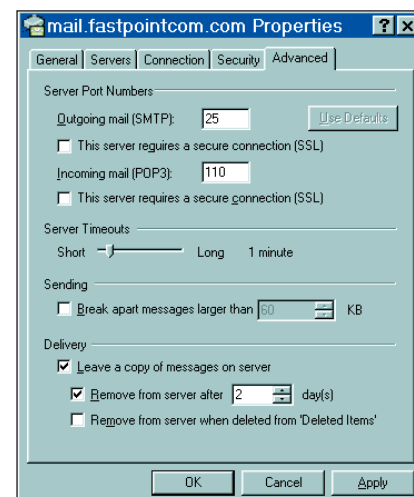 mail.fastpointcom.com Properties ? x
General Servers Connection Security Advanced
Server Port Numbers
Outgoing mail (SMTP): 25 Use Defaults
This server requires a secure connection (SSL)
Incoming mail (POP3): 110
This server requires a secure connection (SSL)
Server Timeouts
Short Long 1 minute
Sending
Break apart messages larger than 60 KB
Delivery
Leave a copy of messages on server
Remove from server after 2 day(s)
Remove from server when deleted from 'Deleted Items'
OK Cancel Apply